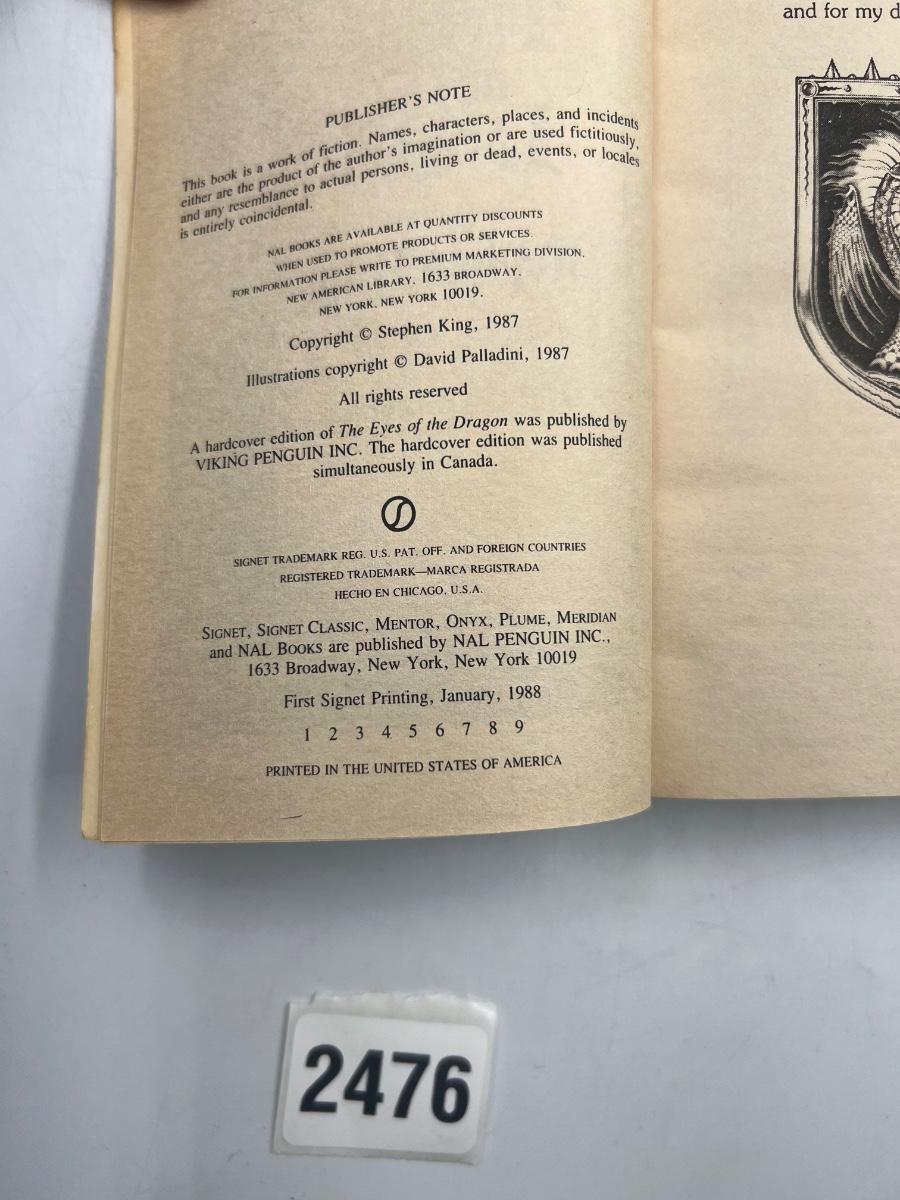 PUBLISHER'S NOTE
This book is a work of fiction. Names, characters, places, and incidents
either are the product of the author's imagination or are used fictitiously,
and any resemblance to actual persons, living or dead, events, or locales
is entirely coincidental.
NAL BOOKS ARE AVAILABLE AT QUANTITY DISCOUNTS
WHEN USED TO PROMOTE PRODUCTS OR SERVICES.
FOR INFORMATION PLEASE WRITE TO PREMIUM MARKETING DIVISION,
NEW AMERICAN LIBRARY, 1633 BROADWAY,
NEW YORK, NEW YORK 10019.
Copyright © Stephen King, 1987
Illustrations copyright © David Palladini, 1987
All rights reserved
A hardcover edition of The Eyes of the Dragon was published by
VIKING PENGUIN INC. The hardcover edition was published
simultaneously in Canada.
SIGNET TRADEMARK REG. U.S. PAT. OFF. AND FOREIGN COUNTRIES
REGISTERED TRADEMARK—MARCA REGISTRADA
HECHO EN CHICAGO, U.S.A.
SIGNET, SIGNET CLASSIC, MENTOR, ONYX, PLUME, MERIDIAN
and NAL BOOKS are published by NAL PENGUIN INC.,
1633 Broadway, New York, New York 10019
First Signet Printing, January, 1988
1 2 3 4 5 6 7 8 9
PRINTED IN THE UNITED STATES OF AMERICA
and for my d
2476